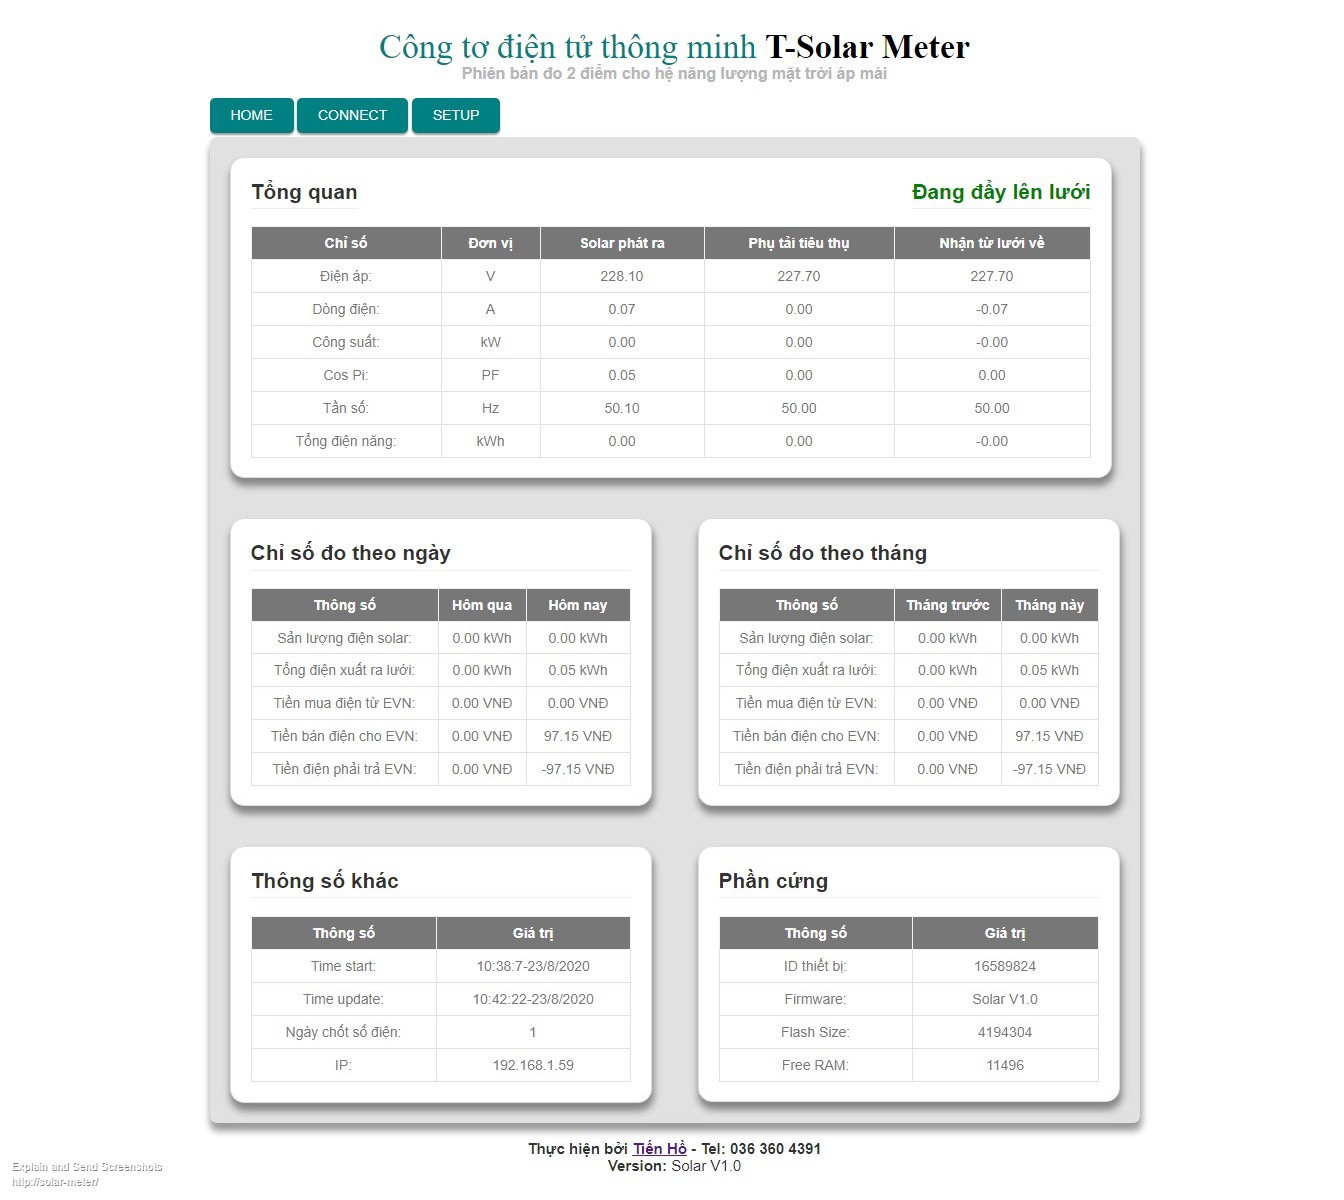 Công tơ điện tử thông minh T-Solar Meter
Phiên bản đo 2 điểm cho hệ năng lượng mặt trời áp mái
HOME CONNECT SETUP
Tổng quan Đang đẩy lên lưới
Chỉ số Đơn vị Solar phát ra Phụ tải tiêu thụ Nhận từ lưới về
Điện áp: V 228.10 227.70 227.70
Dòng điện: A 0.07 0.00 -0.07
Công suất: kW 0.00 0.00 -0.00
Cos Pi: PF 0.05 0.00 0.00
Tần số: Hz 50.10 50.00 50.00
Tổng điện năng: kWh 0.00 0.00 -0.00
Chỉ số đo theo ngày
Thông số Hôm qua Hôm nay
Sản lượng điện solar: 0.00 kWh 0.00 kWh
Tổng điện xuất ra lưới: 0.00 kWh 0.05 kWh
Tiền mua điện từ EVN: 0.00 VNĐ 0.00 VNĐ
Tiền bán điện cho EVN: 0.00 VNĐ 97.15 VNĐ
Tiền điện phải trả EVN: 0.00 VNĐ -97.15 VNĐ
Chỉ số đo theo tháng
Thông số Tháng trước Tháng này
Sản lượng điện solar: 0.00 kWh 0.00 kWh
Tổng điện xuất ra lưới: 0.00 kWh 0.05 kWh
Tiền mua điện từ EVN: 0.00 VNĐ 0.00 VNĐ
Tiền bán điện cho EVN: 0.00 VNĐ 97.15 VNĐ
Tiền điện phải trả EVN: 0.00 VNĐ -97.15 VNĐ
Thông số khác
Thông số Giá trị
Time start: 10:38:7-23/8/2020
Time update: 10:42:22-23/8/2020
Ngày chốt số điện: 1
IP: 192.168.1.59
Phần cứng
Thông số Giá trị
ID thiết bị: 16589824
Firmware: Solar V1.0
Flash Size: 4194304
Free RAM: 11496
Thực hiện bởi Tiến Hồ - Tel: 036 360 4391
Version: Solar V1.0
Explain and Send Screenshots
http://solar-meter/